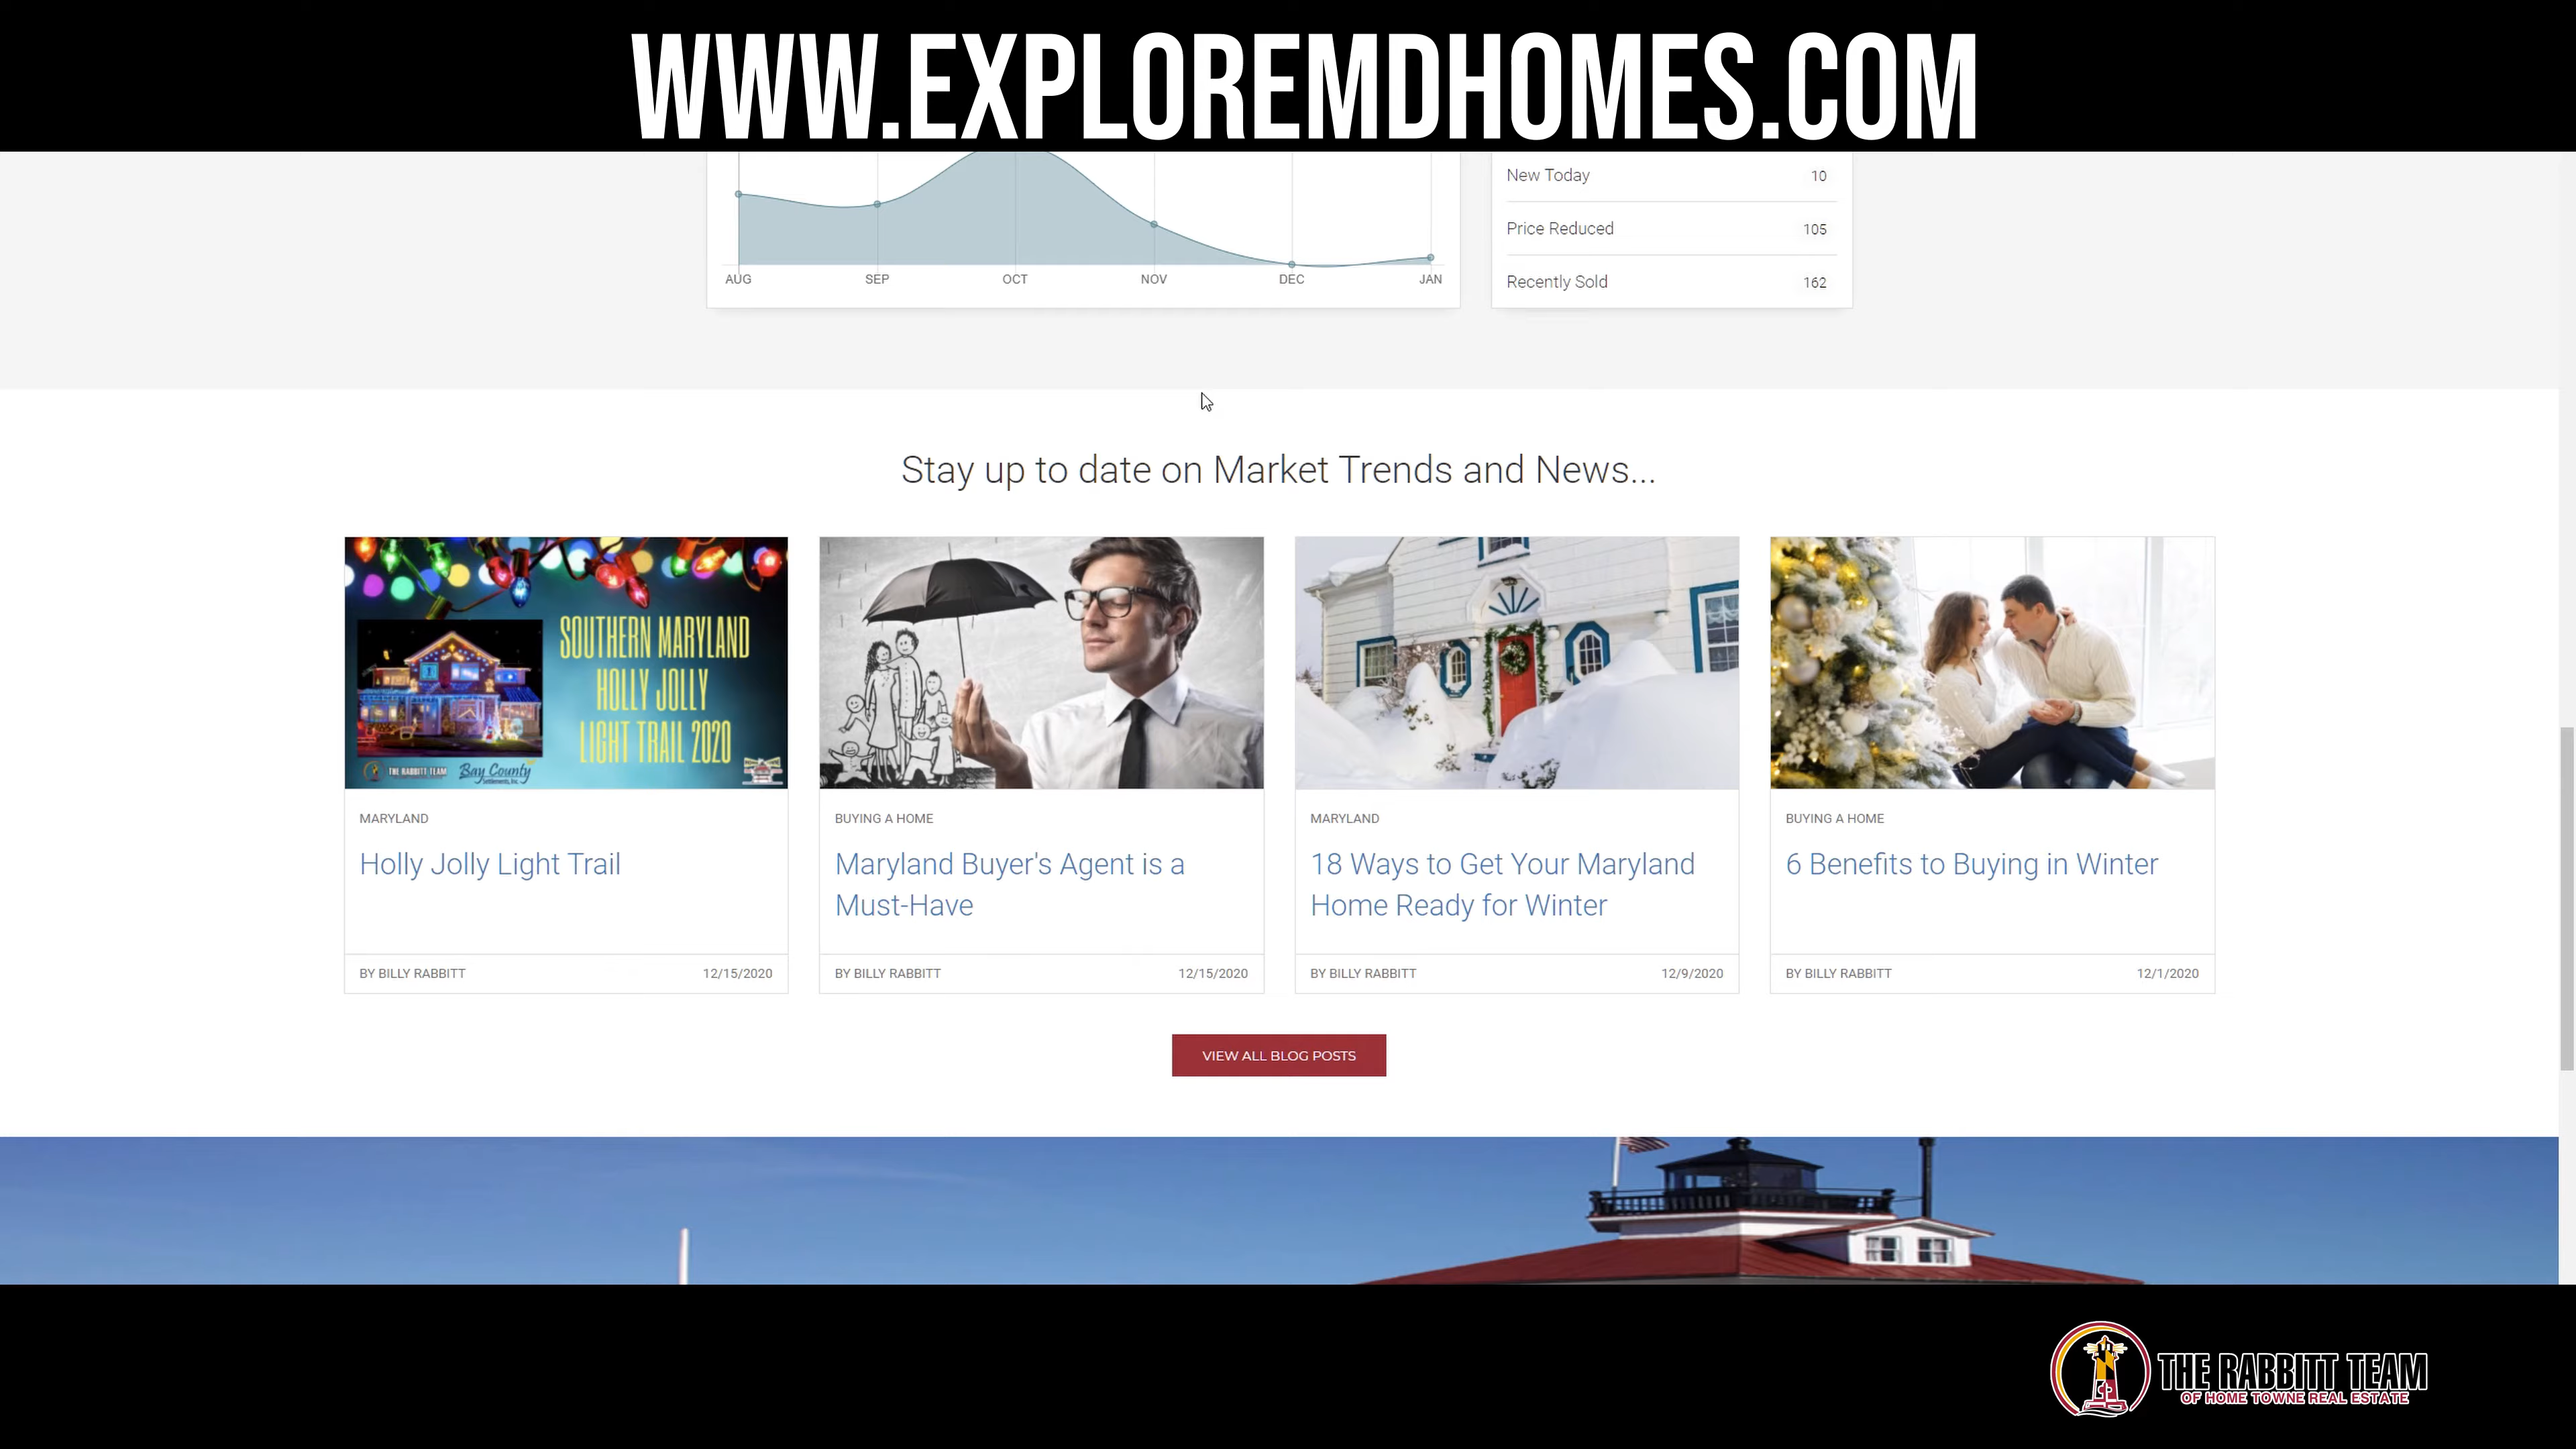 WWW.EXPLOREMDHOMES.COM
New Today 10
Price Reduced 105
Recently Sold 162
AUG SEP OCT NOV DEC JAN
Stay up to date on Market Trends and News...
SOUTHERN MARYLAND
HOLLY JOLLY
LIGHT TRAIL 2020
THE RABBITT TEAM
Bay County
Settlements, Inc.
MARYLAND
Holly Jolly Light Trail
BY BILLY RABBITT 12/15/2020
BUYING A HOME
Maryland Buyer's Agent is a
Must-Have
BY BILLY RABBITT 12/15/2020
MARYLAND
18 Ways to Get Your Maryland
Home Ready for Winter
BY BILLY RABBITT 12/9/2020
BUYING A HOME
6 Benefits to Buying in Winter
BY BILLY RABBITT 12/1/2020
VIEW ALL BLOG POSTS
THE RABBITT TEAM
OF HOME TOWNE REAL ESTATE